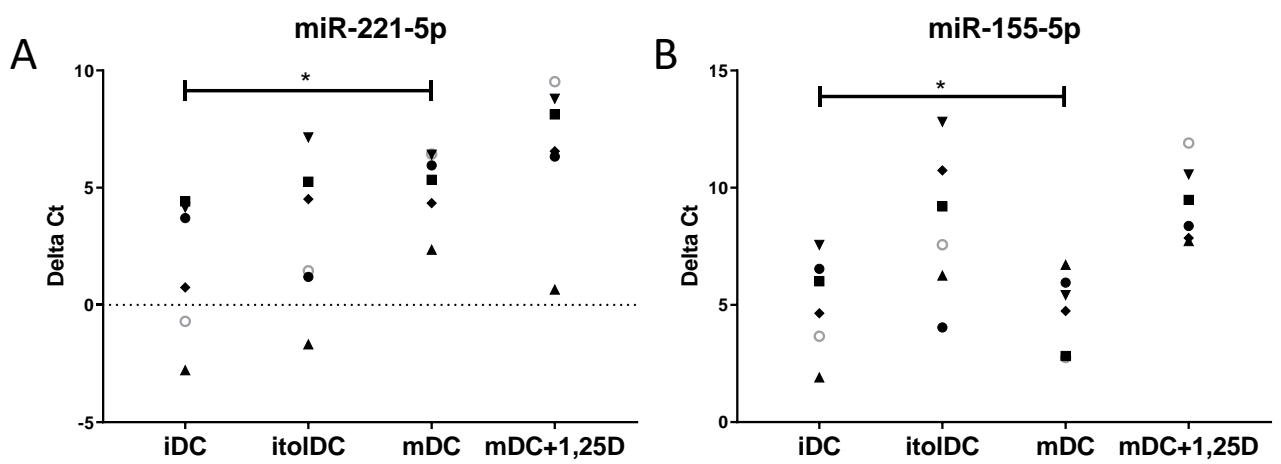 A
miR-221-5p
*
10
5
0
-5
Delta Ct
iDC
itolDC
mDC
mDC+1,25D
B
miR-155-5p
*
15
10
5
0
Delta Ct
iDC
itolDC
mDC
mDC+1,25D